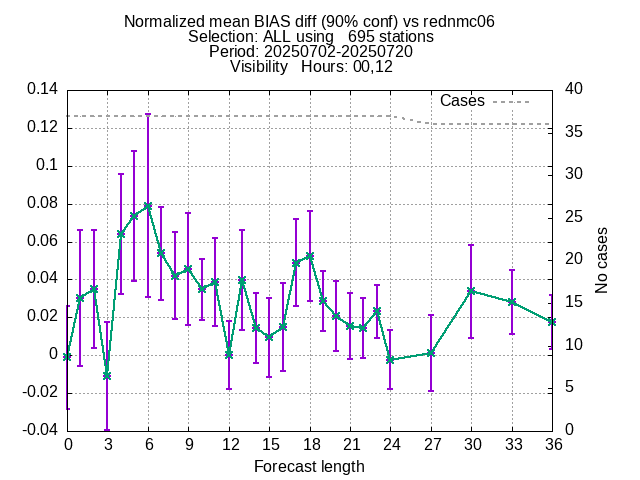 Normalized mean BIAS diff (90% conf) vs rednmc06
Selection: ALL using   695 stations
Period: 20250702-20250720
Visibility   Hours: 00,12
Cases
0.14
0.12
0.1
0.08
0.06
0.04
0.02
0
-0.02
-0.04
40
35
30
25
20
15
10
5
0
No cases
0 3 6 9 12 15 18 21 24 27 30 33 36
Forecast length